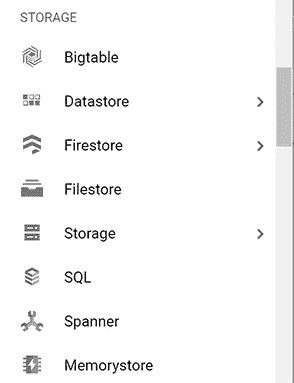 STORAGE
Bigtable
Datastore
Firestore
Filestore
Storage
SQL
Spanner
Memorystore